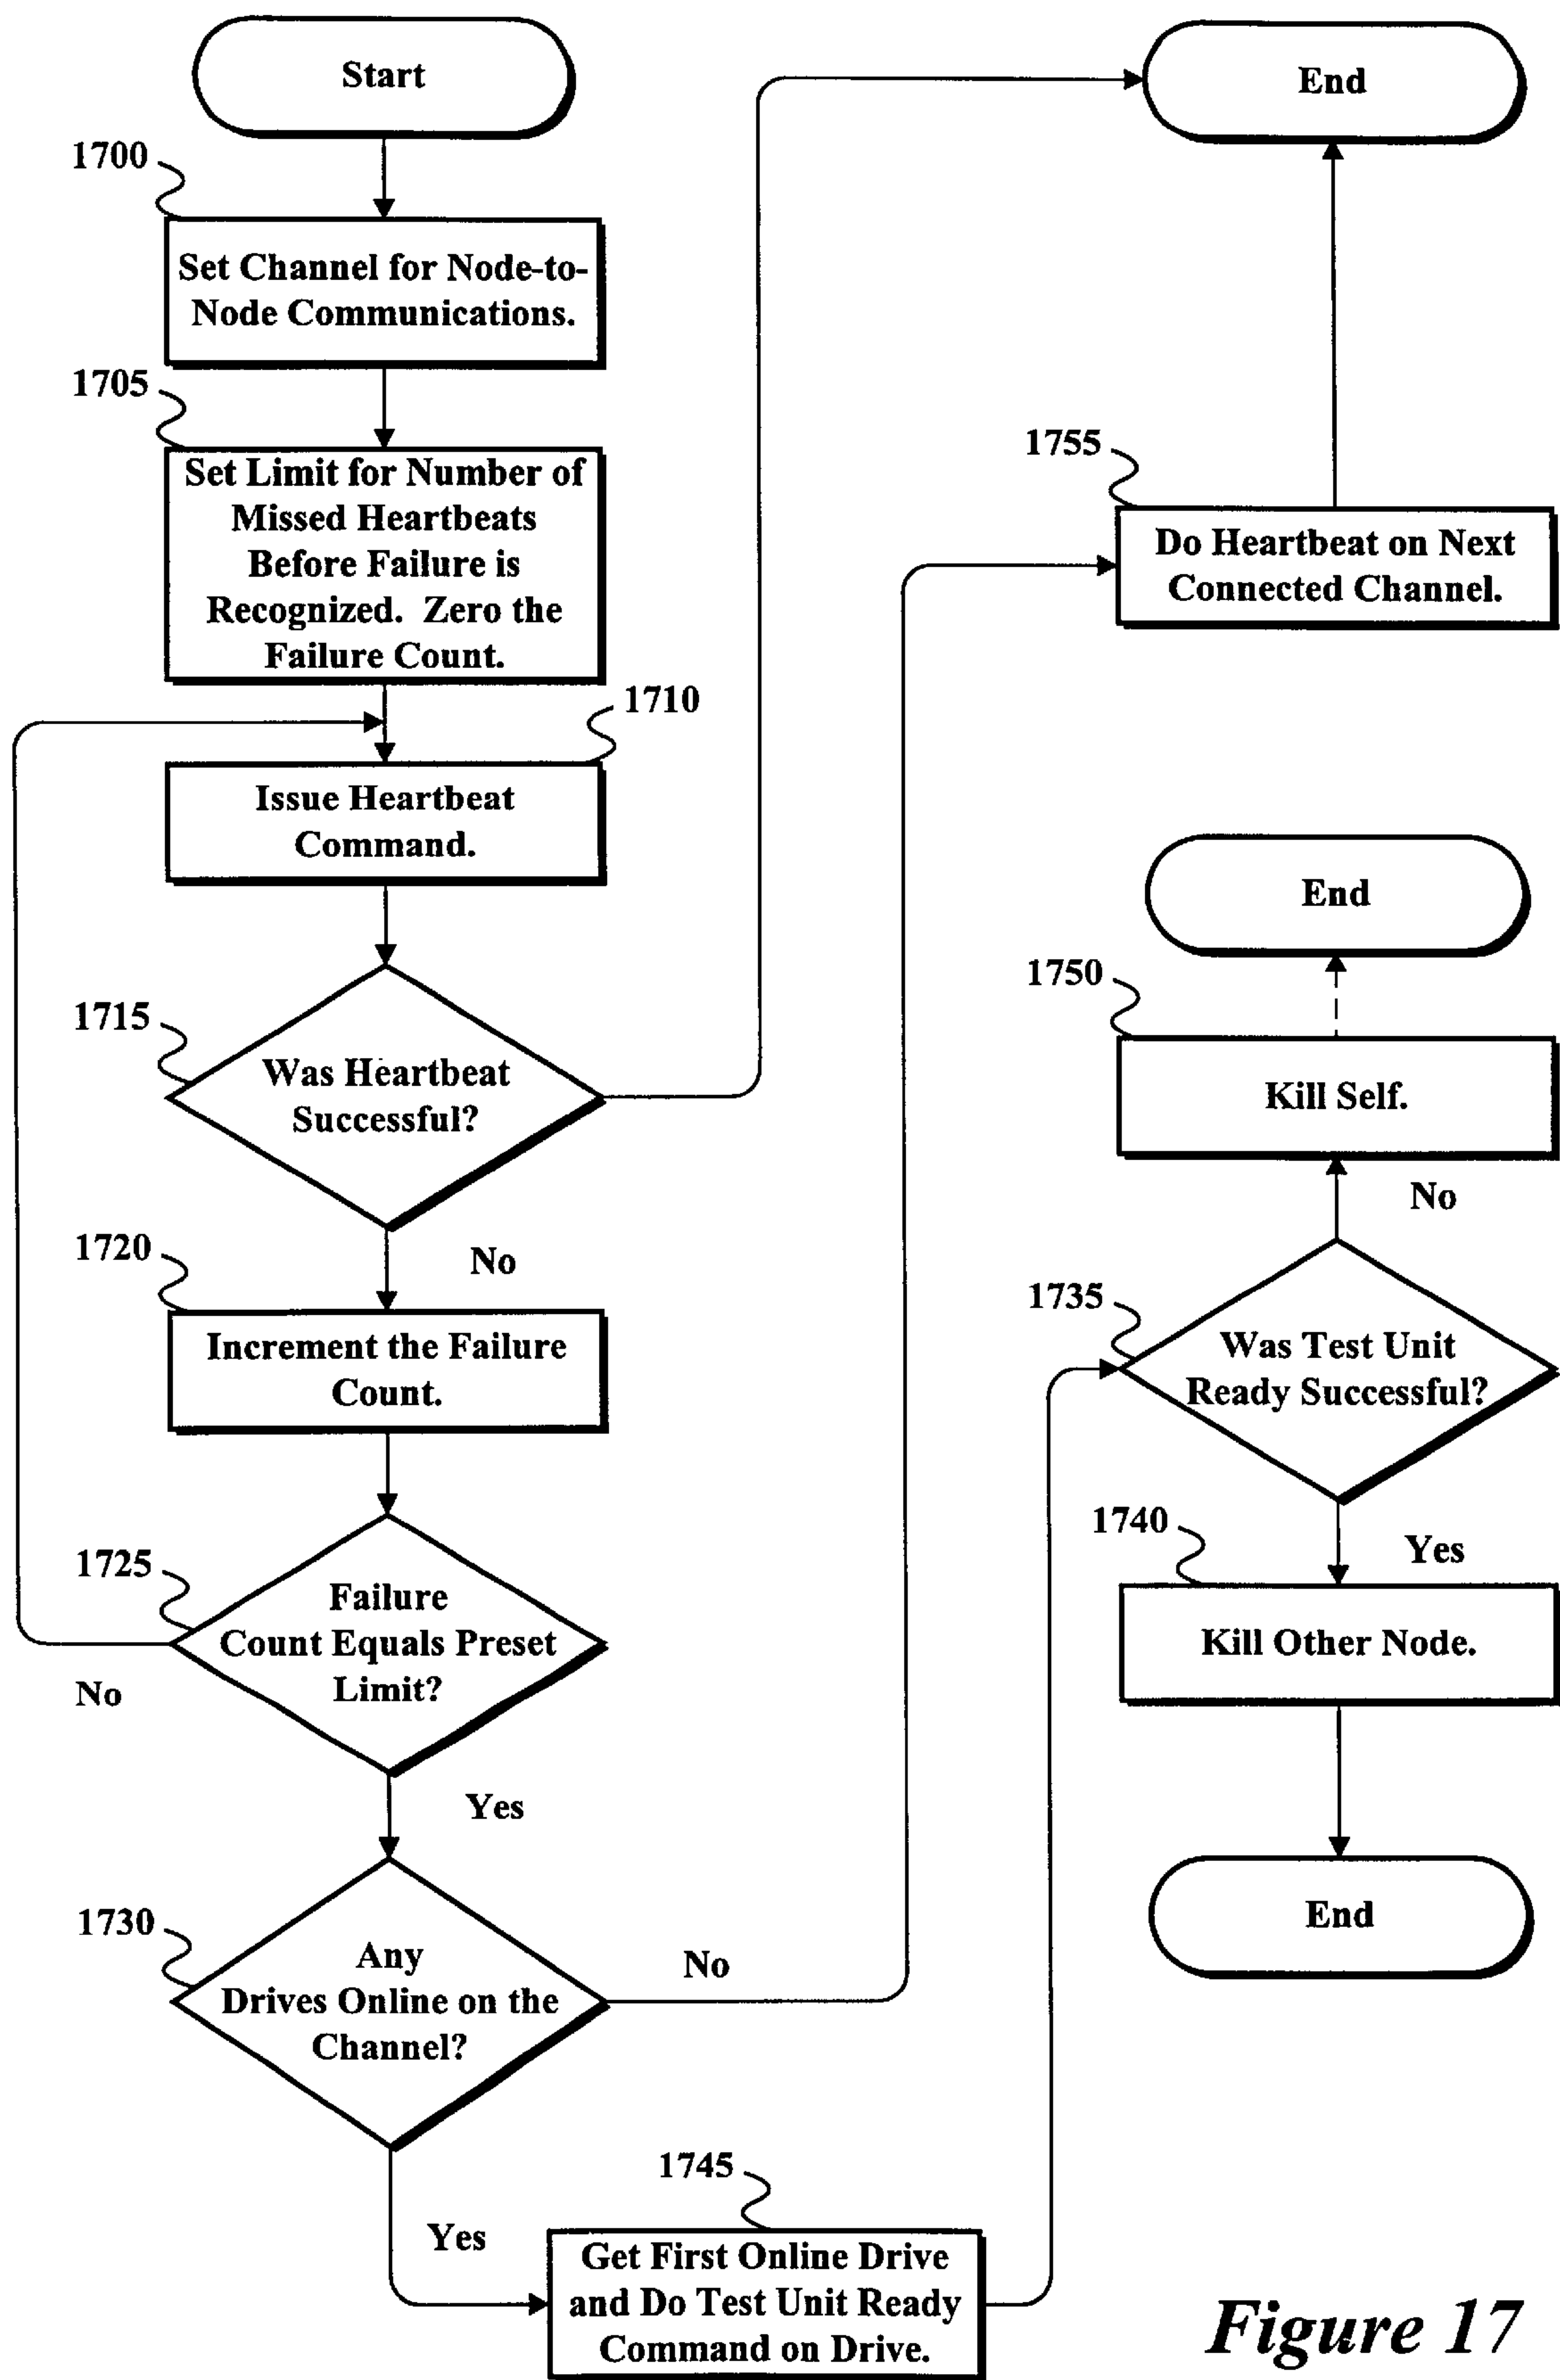 Start
1700
Set Channel for Node-to-
Node Communications.
1705
Set Limit for Number of
Missed Heartbeats
Before Failure is
Recognized. Zero the
Failure Count.
1710
Issue Heartbeat
Command.
1715
Was Heartbeat
Successful?
No
1720
Increment the Failure
Count.
1725
Failure
Count Equals Preset
Limit?
No
Yes
1730
Any
Drives Online on the
Channel?
No
Yes
1745
Get First Online Drive
and Do Test Unit Ready
Command on Drive.
End
1755
Do Heartbeat on Next
Connected Channel.
End
1750
Kill Self.
No
1735
Was Test Unit
Ready Successful?
1740
Yes
Kill Other Node.
End
Figure 17